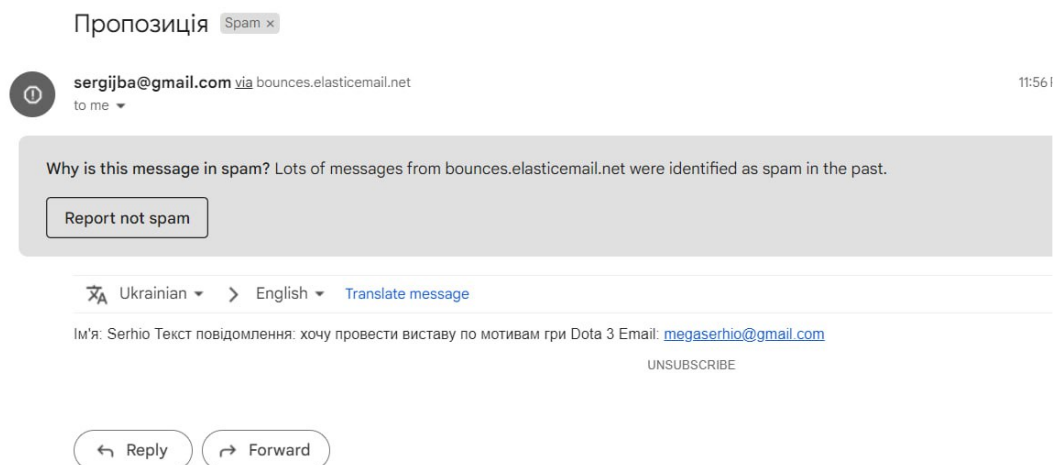 Пропозиція Spam ×
sergijba@gmail.com via bounces.elasticemail.net 11:56
to me
Why is this message in spam? Lots of messages from bounces.elasticemail.net were identified as spam in the past.
Report not spam
Ukrainian > English Translate message
Ім'я: Serhio Текст повідомлення: хочу провести виставу по мотивам гри Dota 3 Email: megaserhio@gmail.com
UNSUBSCRIBE
Reply Forward